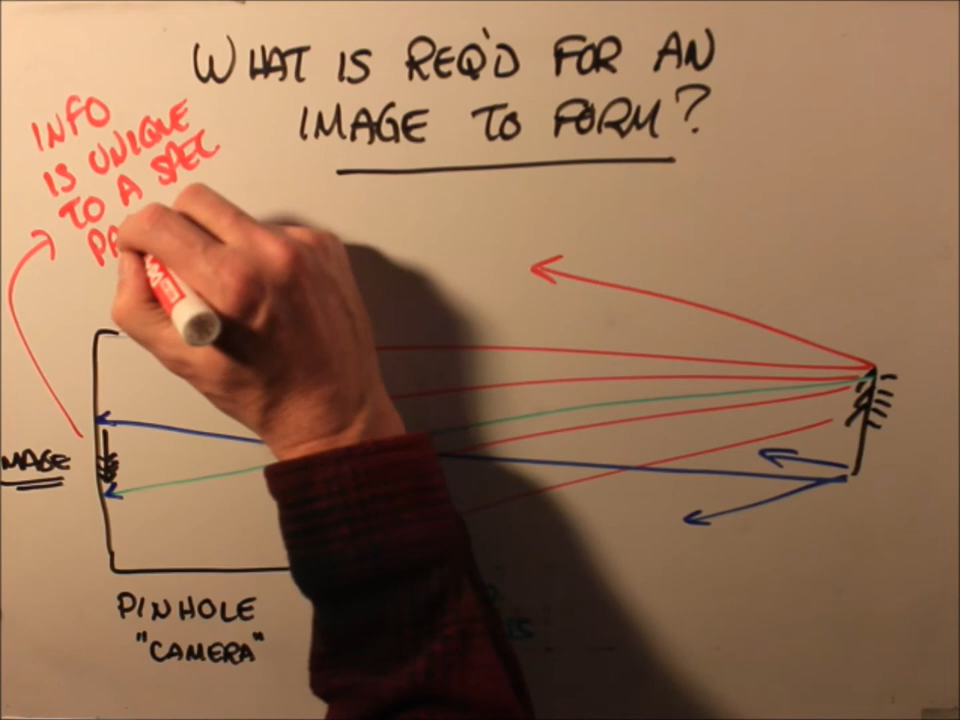 WHAT IS REQ'D FOR AN
IMAGE TO FORM?
INFO
IS UNIQUE
TO A SPEC
MAGE
PINHOLE
"CAMERA"